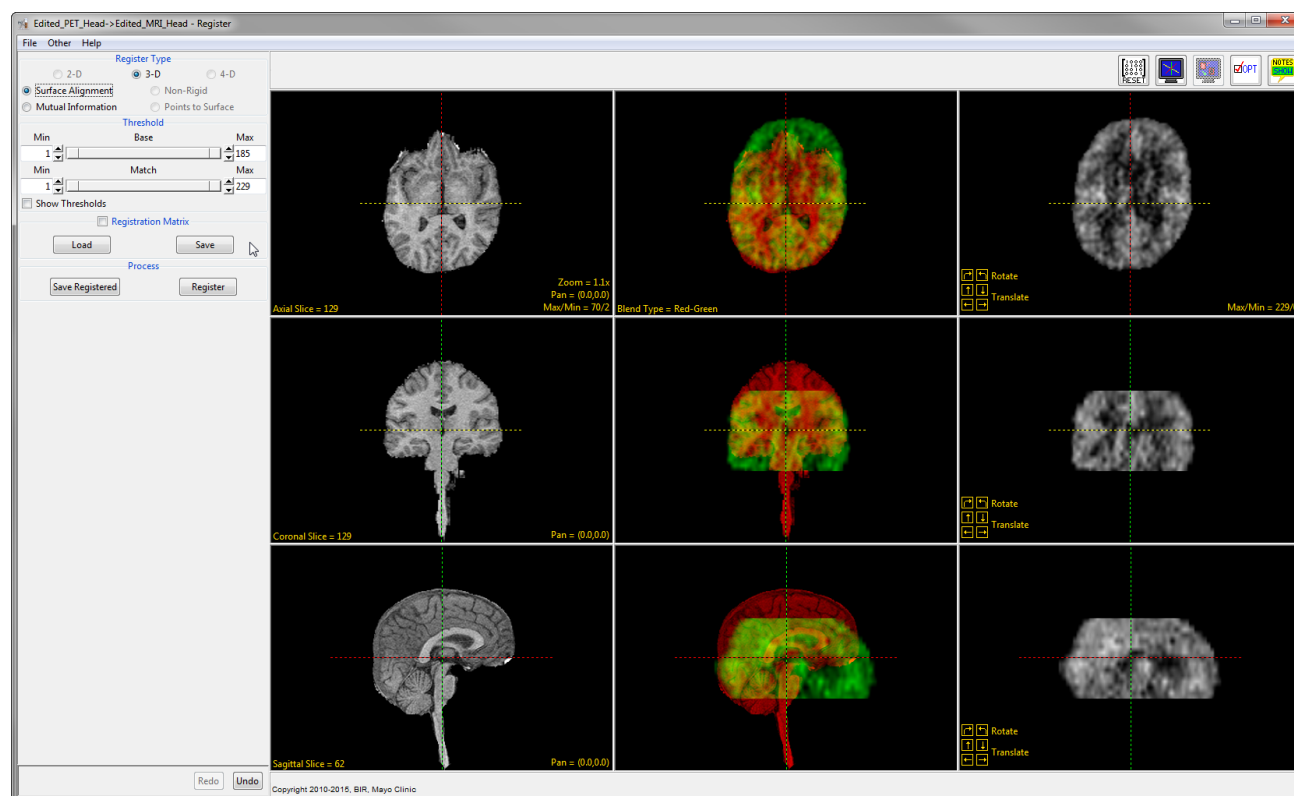 Edited_PET_Head->Edited_MRI_Head - Register
File Other Help
Register Type
2-D 3-D 4-D
Surface Alignment Non-Rigid
Mutual Information Points to Surface
Threshold
Min Base Max
1 185
Min Match Max
1 229
Show Thresholds
Registration Matrix
Load Save
Process
Save Registered Register
Redo Undo
RESET
OPT
NOTES
SHOW
Axial Slice = 129
Zoom = 1.1x
Pan = (0.0,0.0)
Max/Min = 70/2
Blend Type = Red-Green
Rotate
Translate
Max/Min = 229/
Coronal Slice = 129
Pan = (0.0,0.0)
Rotate
Translate
Sagittal Slice = 62
Pan = (0.0,0.0)
Rotate
Translate
Copyright 2010-2015, BIR, Mayo Clinic